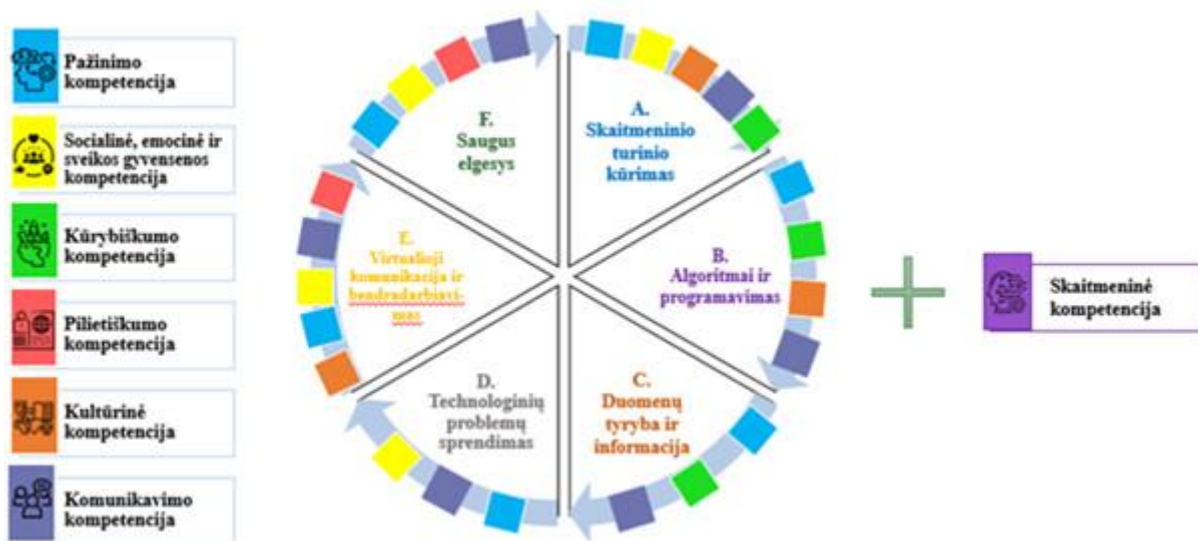 Pažinimo
kompetencija
Socialinė, emocinė ir
sveikos gyvensenos
kompetencija
Kūrybiškumo
kompetencija
Pilietiškumo
kompetencija
Kultūrinė
kompetencija
Komunikavimo
kompetencija
F.
Saugus
elgesys
A.
Skaitmeninio
turinio
kūrimas
E.
Virtualioji
komunikacija ir
bendradarbiavi-
mas
B.
Algoritmai ir
programavimas
D.
Technologinių
problemų
sprendimas
C.
Duomenų
tyryba ir
informacija
Skaitmeninė
kompetencija